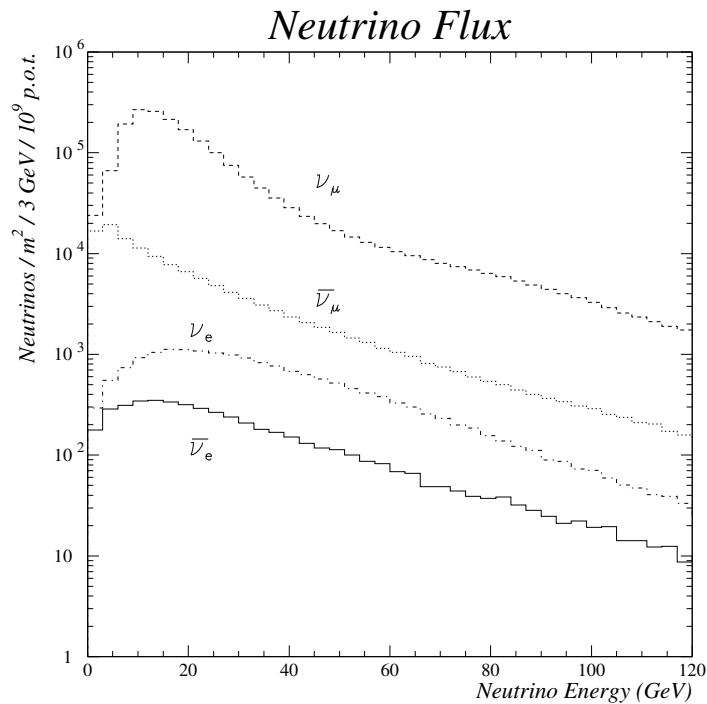 Neutrino Flux
Neutrinos / m² / 3 GeV / 10⁹ p.o.t.
10⁶
10⁵
10⁴
10³
10²
10
1
ν_μ
ν̅_μ
ν_e
ν̅_e
0 20 40 60 80 100 120
Neutrino Energy (GeV)